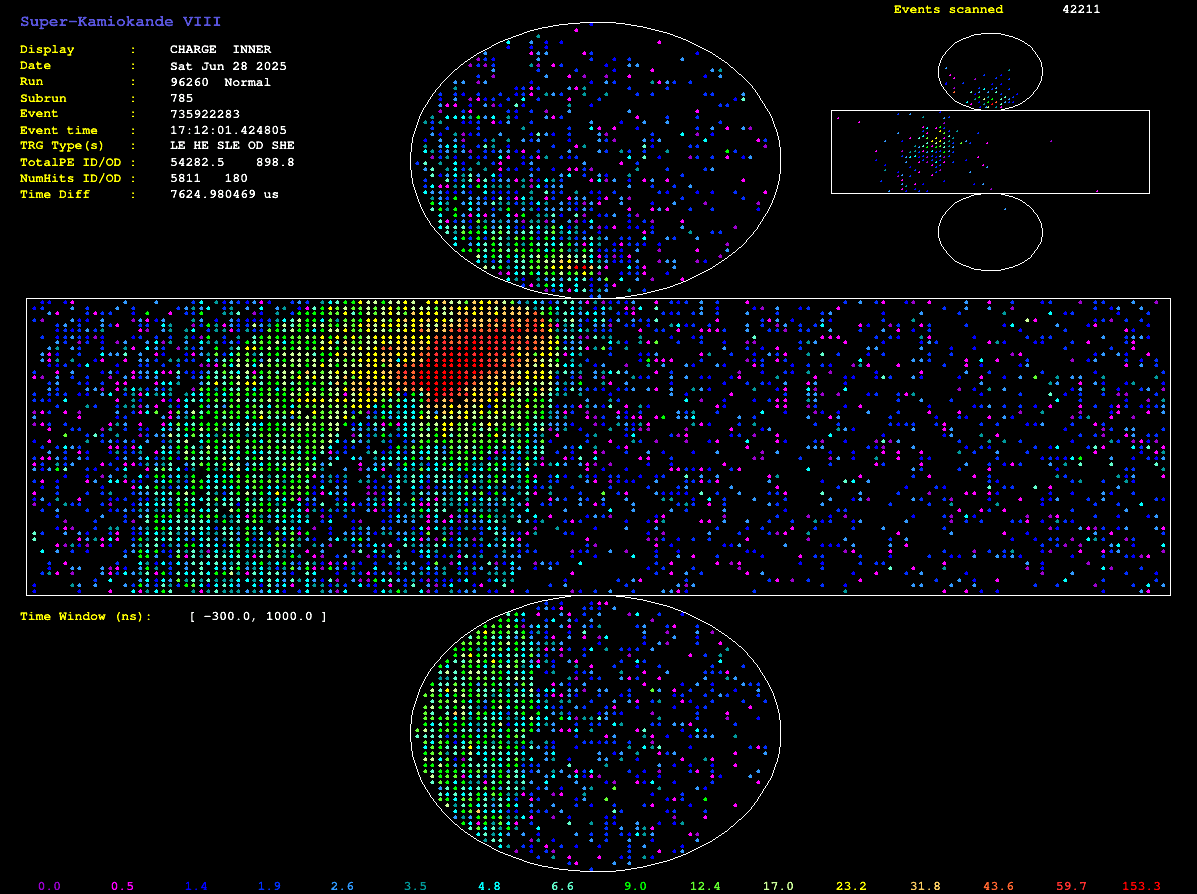 Super-Kamiokande VIII
Events scanned 42211
Display : CHARGE INNER
Date : Sat Jun 28 2025
Run : 96260 Normal
Subrun : 785
Event : 735922283
Event time : 17:12:01.424805
TRG Type(s) : LE HE SLE OD SHE
TotalPE ID/OD : 54282.5 898.8
NumHits ID/OD : 5811 180
Time Diff : 7624.980469 us
Time Window (ns): [ -300.0, 1000.0 ]
0.0 0.5 1.4 1.9 2.6 3.5 4.8 6.6 9.0 12.4 17.0 23.2 31.8 43.6 59.7 153.3